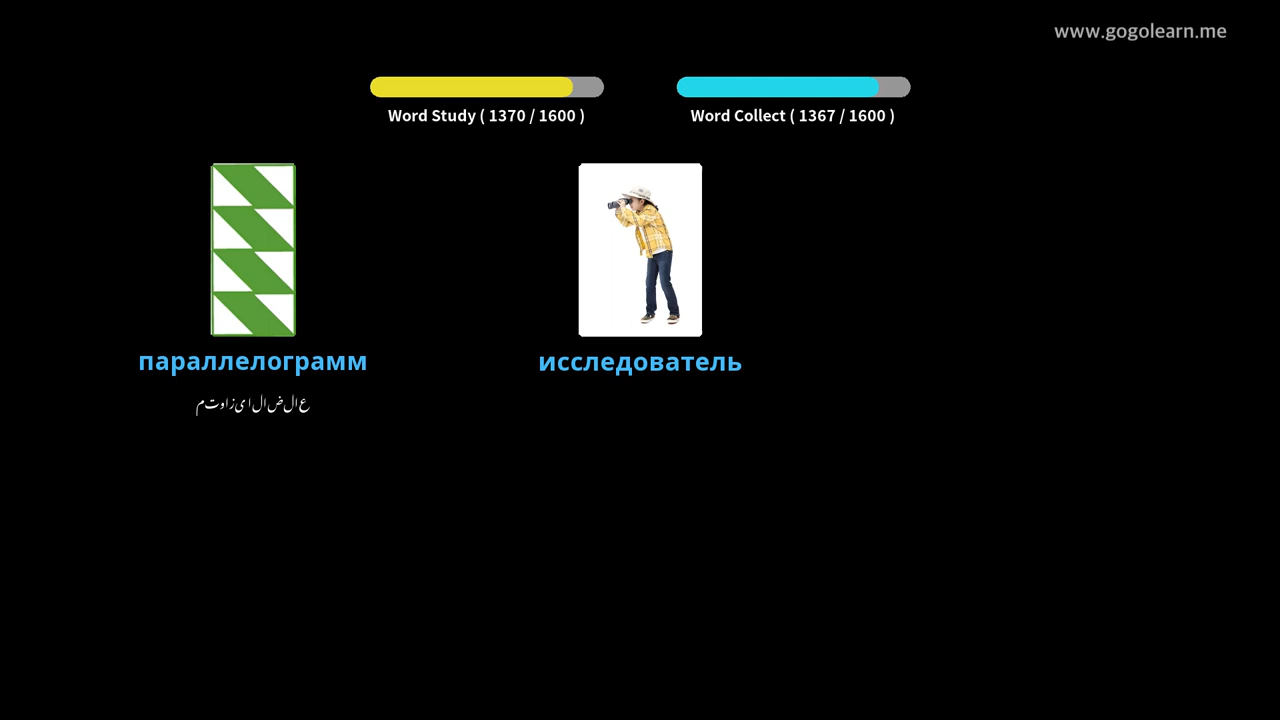 www.gogolearn.me
Word Study ( 1370 / 1600 )
Word Collect ( 1367 / 1600 )
параллелограмм
исследователь
متوازی الاضلاع